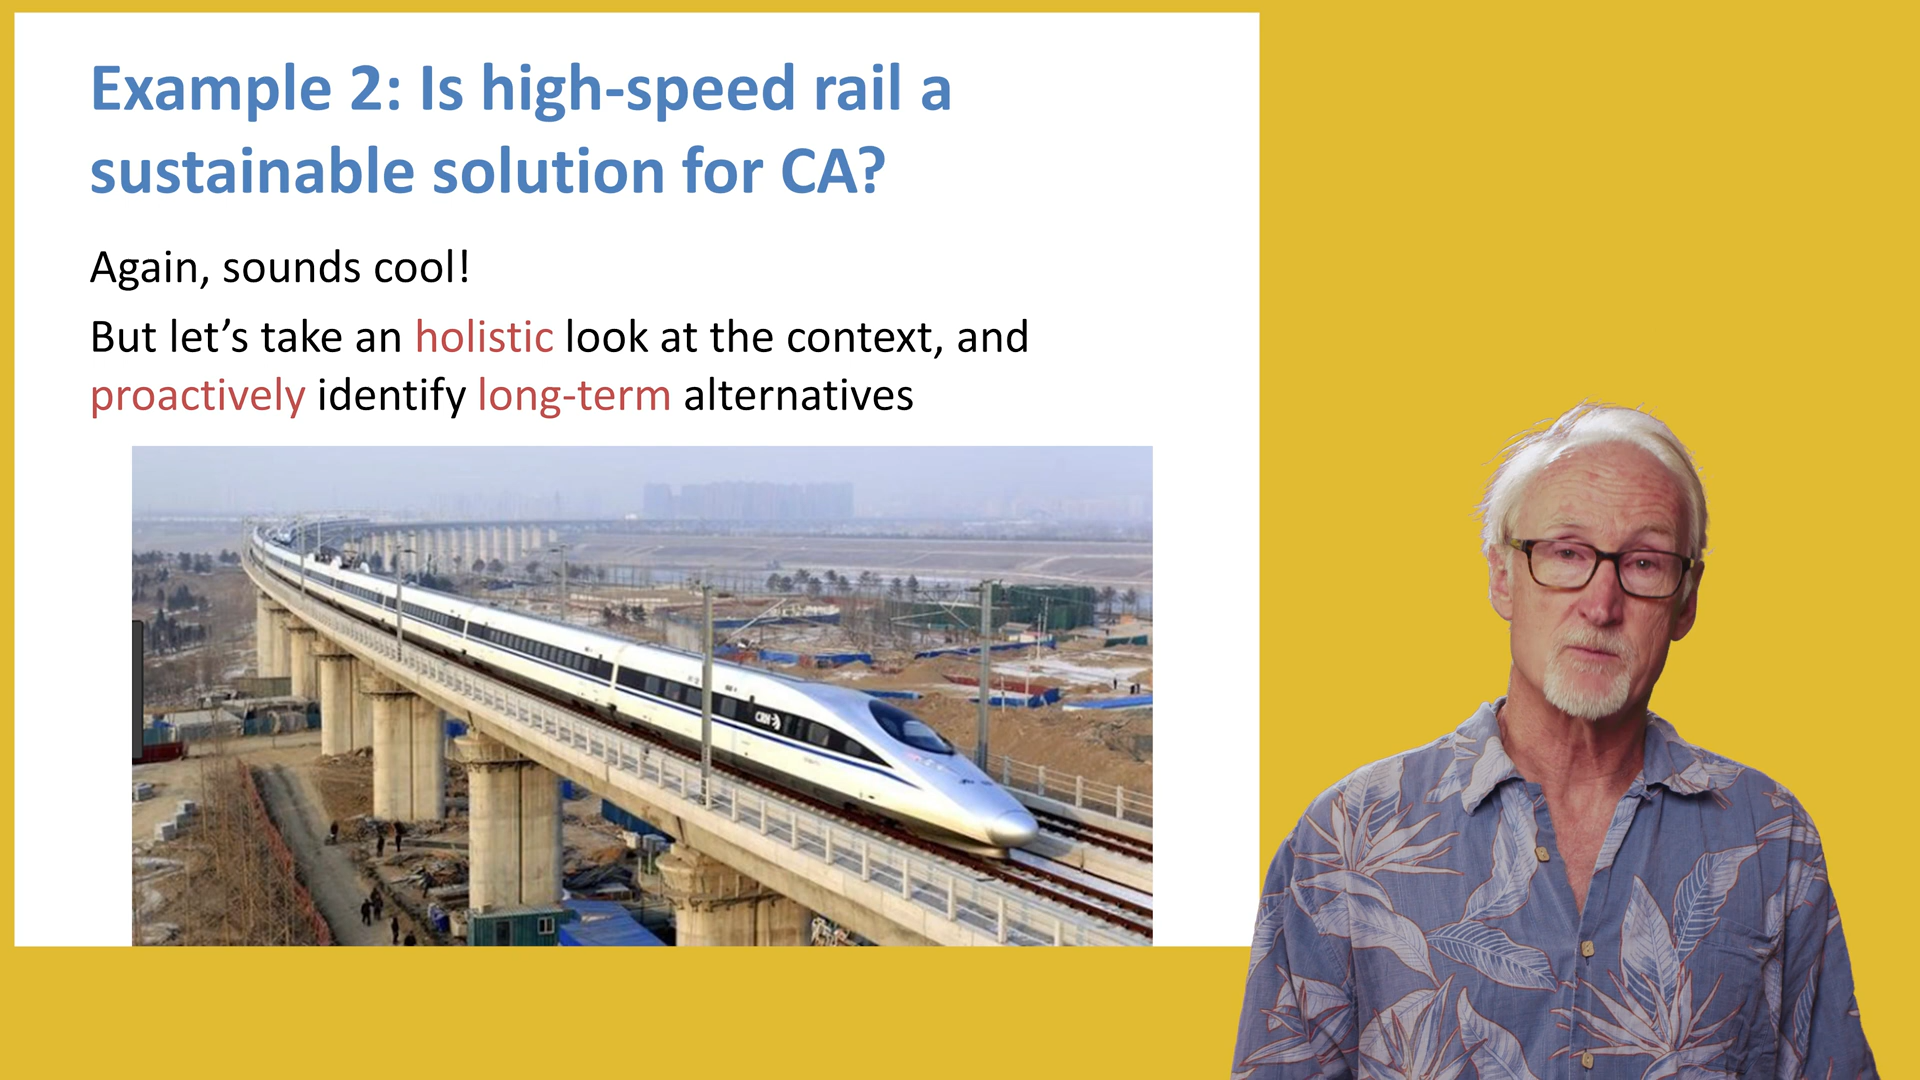 Example 2: Is high-speed rail a
sustainable solution for CA?
Again, sounds cool!
But let’s take an holistic look at the context, and
proactively identify long-term alternatives
CRH